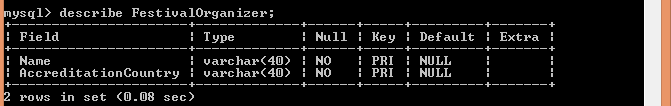 mysql> describe FestivalOrganizer;
+----------------------+-------------+------+-----+---------+-------+
| Field                | Type        | Null | Key | Default | Extra |
+----------------------+-------------+------+-----+---------+-------+
| Name                 | varchar(40) | NO   | PRI | NULL    |       |
| AccreditationCountry | varchar(40) | NO   | PRI | NULL    |       |
+----------------------+-------------+------+-----+---------+-------+
2 rows in set (0.08 sec)